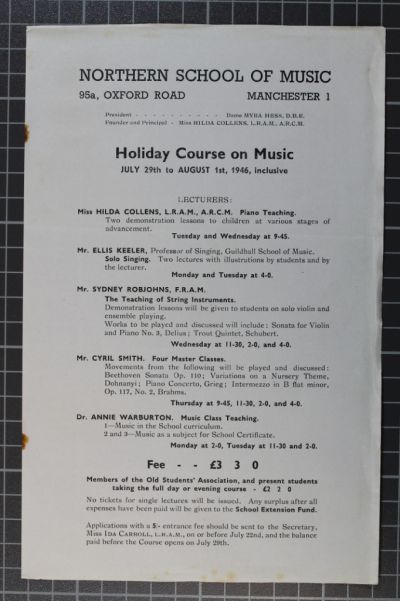 NORTHERN SCHOOL OF MUSIC
95a, OXFORD ROAD MANCHESTER 1
President - - - - - - - - - - Dame MYRA HESS, D.B.E.
Founder and Principal - Miss HILDA COLLENS, L.R.A.M., A.R.C.M.
Holiday Course on Music
JULY 29th to AUGUST 1st, 1946, inclusive
LECTURERS:
Miss HILDA COLLENS, L.R.A.M., A.R.C.M. Piano Teaching.
Two demonstration lessons to children at various stages of
advancement.
Tuesday and Wednesday at 9-45.
Mr. ELLIS KEELER, Professor of Singing, Guildhall School of Music.
Solo Singing. Two lectures with illustrations by students and by
the lecturer.
Monday and Tuesday at 4-0.
Mr. SYDNEY ROBJOHNS, F.R.A.M.
The Teaching of String Instruments.
Demonstration lessons will be given to students on solo violin and
ensemble playing.
Works to be played and discussed will include: Sonata for Violin
and Piano No. 3, Delius; Trout Quintet, Schubert.
Wednesday at 11-30, 2-0, and 4-0.
Mr. CYRIL SMITH. Four Master Classes.
Movements from the following will be played and discussed:
Beethoven Sonata Op. 110; Variations on a Nursery Theme,
Dohnanyi; Piano Concerto, Grieg; Intermezzo in B flat minor,
Op. 117, No. 2, Brahms.
Thursday at 9-45, 11-30, 2-0, and 4-0.
Dr. ANNIE WARBURTON. Music Class Teaching.
1—Music in the School curriculum.
2 and 3—Music as a subject for School Certificate.
Monday at 2-0, Tuesday at 11-30 and 2-0.
Fee - - £3 3 0
Members of the Old Students' Association, and present students
taking the full day or evening course - £2 2 0
No tickets for single lectures will be issued. Any surplus after all
expenses have been paid will be given to the School Extension Fund.
Applications with a 5/- entrance fee should be sent to the Secretary,
Miss IDA CARROLL, L.R.A.M., on or before July 22nd, and the balance
paid before the Course opens on July 29th.